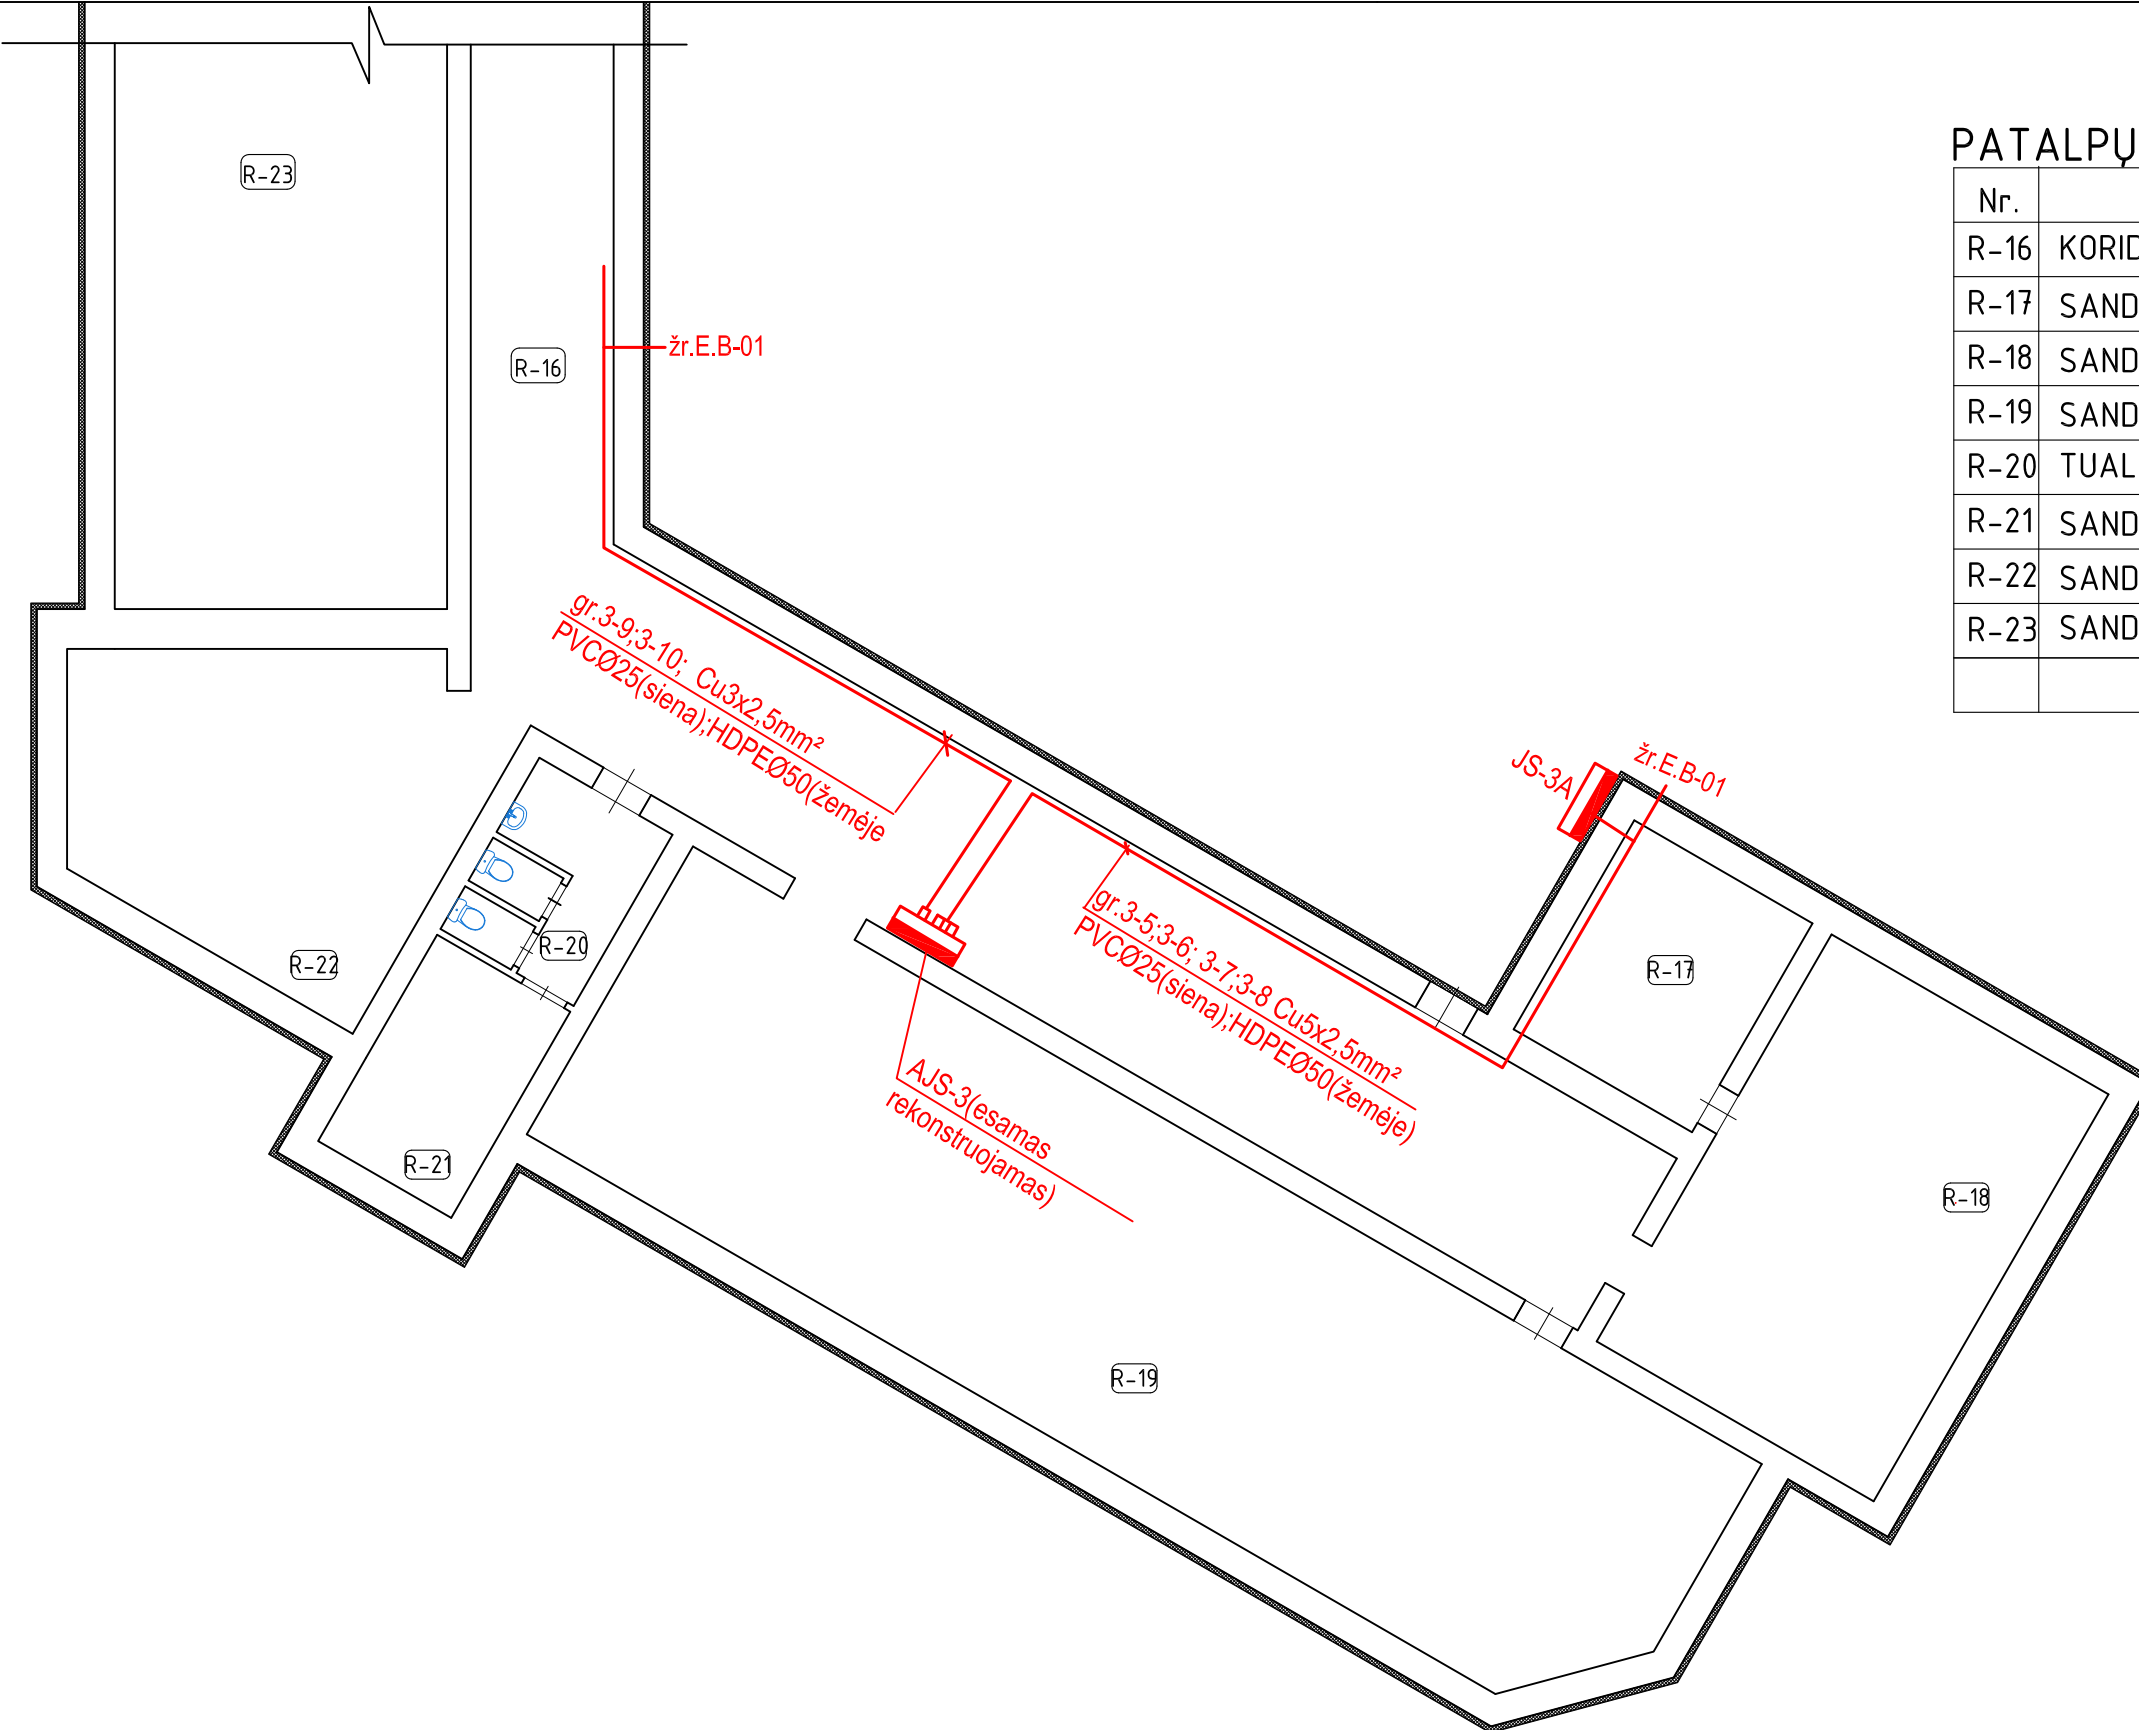 R-23
R-16
žr.E.B-01
gr.3-9;3-10; Cu3x2,5mm²
PVCØ25(siena);HDPEØ50(žemėje
JS-3A
žr.E.B-01
gr.3-5;3-6; 3-7;3-8 Cu5x2,5mm²
PVCØ25(siena);HDPEØ50(žemėje)
AJS-3(esamas
rekonstruojamas)
R-22
R-20
R-17
R-21
R-18
R-19
PATALPŲ
Nr.
R-16 KORID
R-17 SAND
R-18 SAND
R-19 SAND
R-20 TUAL
R-21 SAND
R-22 SAND
R-23 SAND